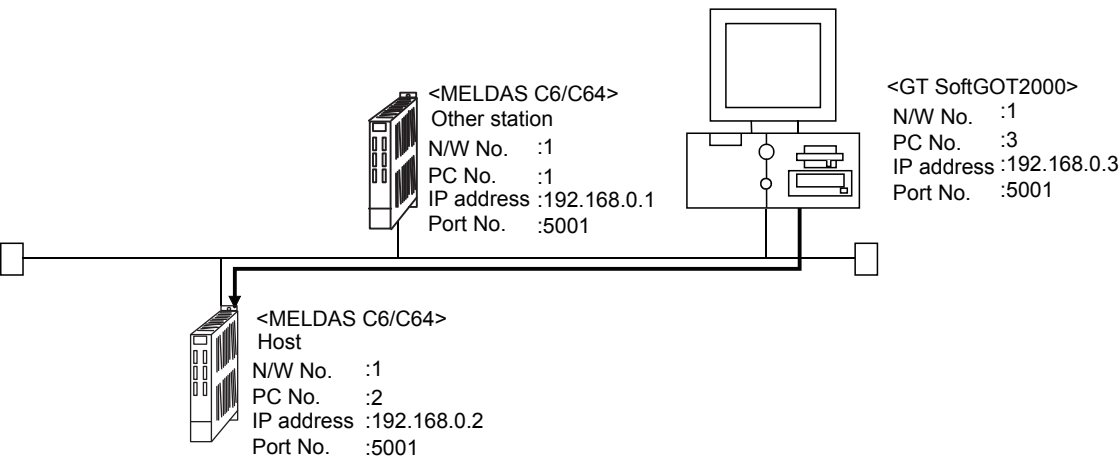 <MELDAS C6/C64>
Other station
N/W No. :1
PC No. :1
IP address :192.168.0.1
Port No. :5001
<GT SoftGOT2000>
N/W No. :1
PC No. :3
IP address :192.168.0.3
Port No. :5001
<MELDAS C6/C64>
Host
N/W No. :1
PC No. :2
IP address :192.168.0.2
Port No. :5001